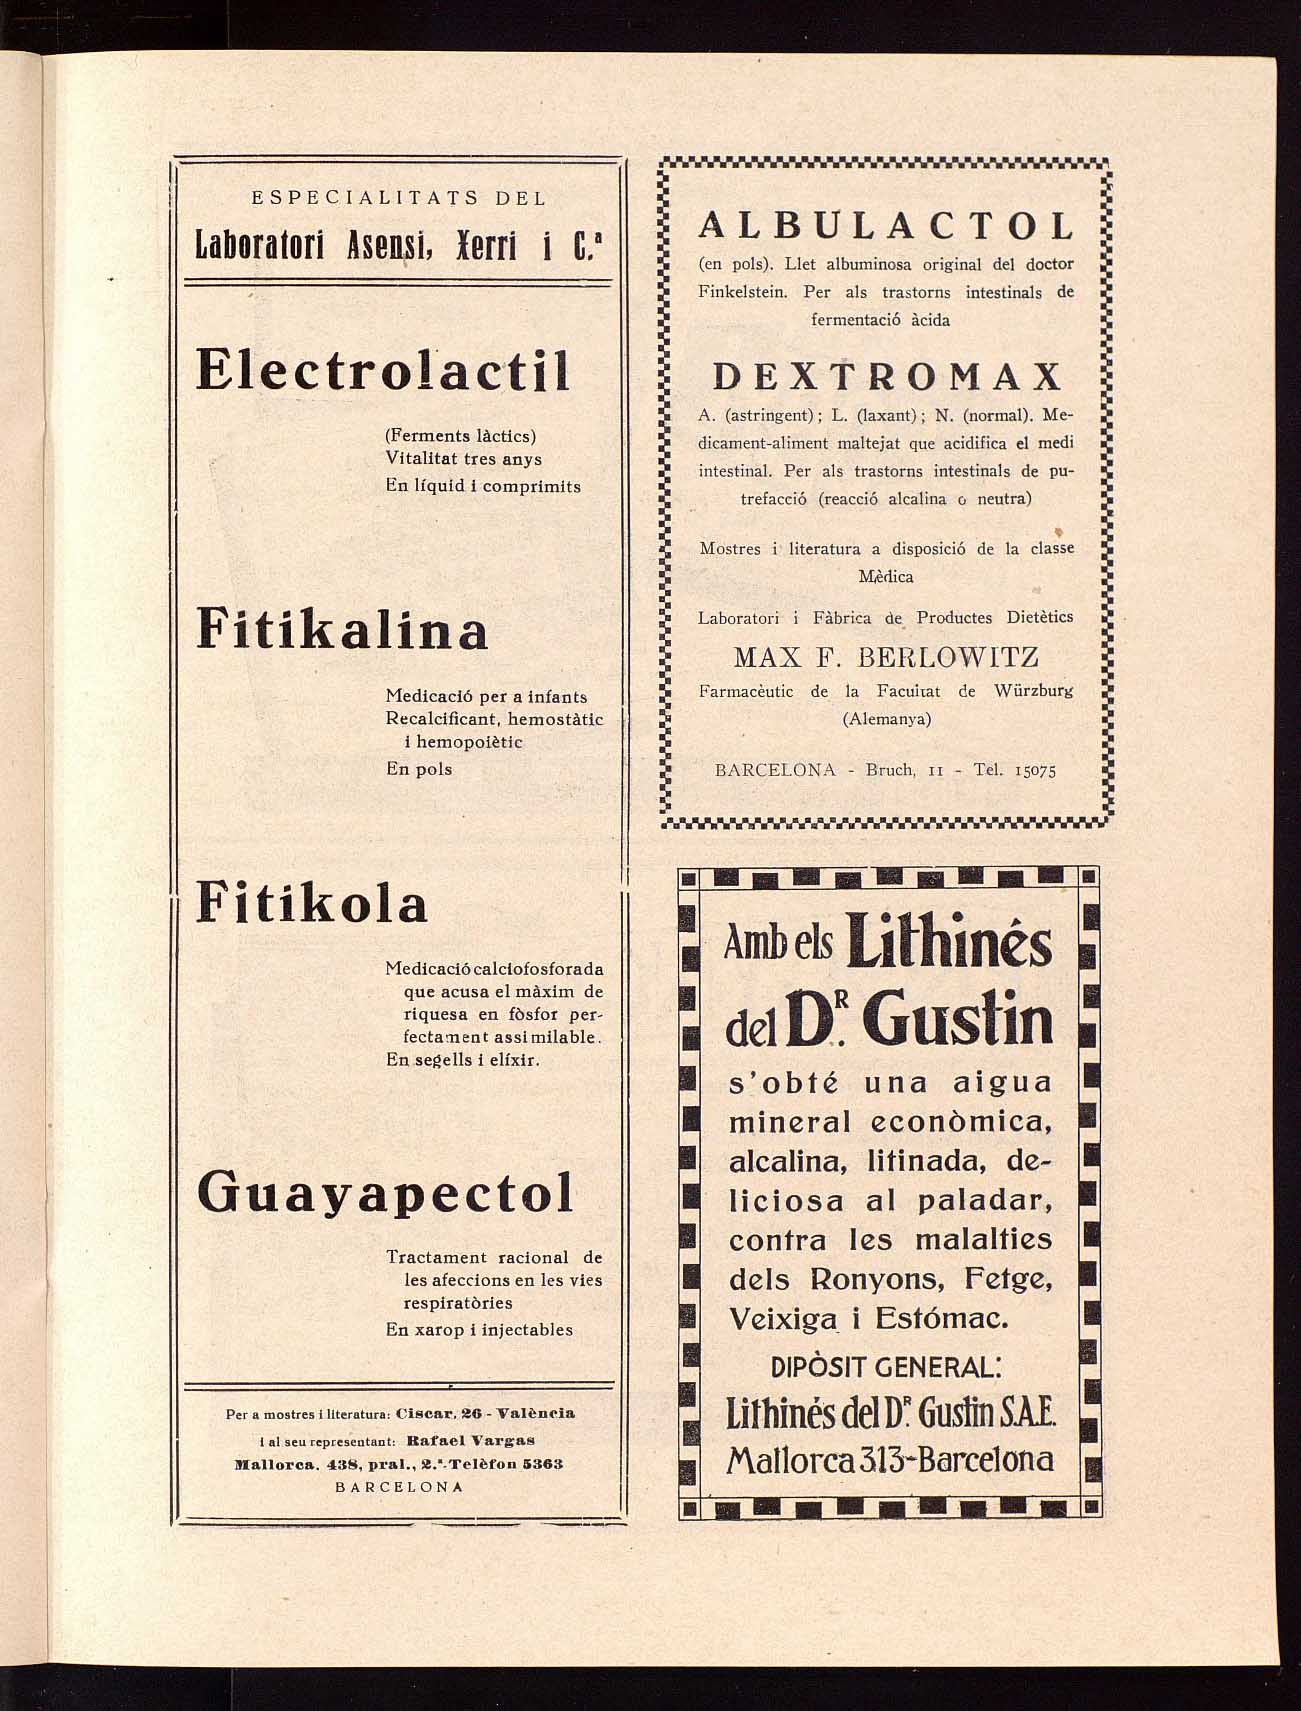 ESPECIALITATS DEL
Laboratori Asensi, Xerri i C.ª
Electrolactil
(Ferments làctics)
Vitalitat tres anys
En líquid i comprimits
Fitikalina
Medicació per a infants
Recalcificant, hemostàtic
i hemopoiètic
En pols
Fitikola
Medicació calciofosforada
que acusa el màxim de
riquesa en fòsfor per-
fectament assimilable.
En segells i elíxir.
Guayapectol
Tractament racional de
les afeccions en les vies
respiratòries
En xarop i injectables
Per a mostres i literatura: Ciscar, 26 - València
i al seu representant: Rafael Vargas
Mallorca, 438, pral., 2.ª-Telèfon 5363
BARCELONA
ALBULACTOL
(en pols). Llet albuminosa original del doctor
Finkelstein. Per als trastorns intestinals de
fermentació àcida
DEXTROMAX
A. (astringent); L. (laxant); N. (normal). Me-
dicament-aliment maltejat que acidifica el medi
intestinal. Per als trastorns intestinals de pu-
trefacció (reacció alcalina o neutra)
Mostres i literatura a disposició de la classe
Mèdica
Laboratori i Fàbrica de Productes Dietètics
MAX F. BERLOWITZ
Farmacèutic de la Facultat de Würzburg
(Alemanya)
BARCELONA - Bruch, 11 - Tel. 15075
Amb els Lithinés
del DR. Gustin
s'obté una aigua
mineral econòmica,
alcalina, litinada, de-
liciosa al paladar,
contra les malalties
dels Ronyons, Fetge,
Veixiga i Estómac.
DIPÒSIT GENERAL:
Lithinés del DR. Gustin S.A.E.
Mallorca 313-Barcelona